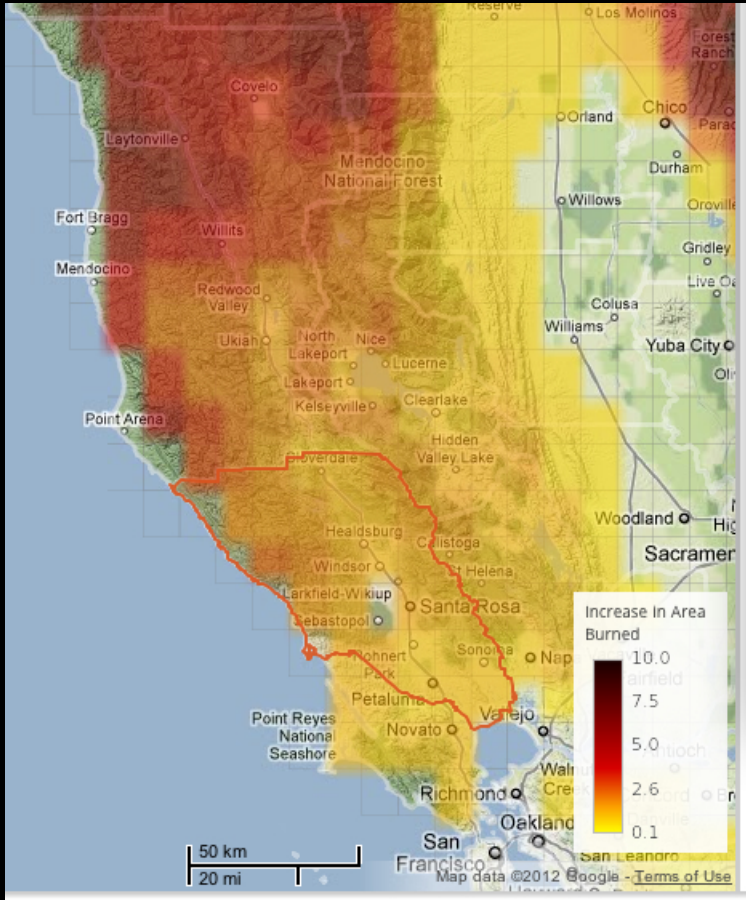 Reserve
Los Molinos
Forest
Ranch
Covelo
Chico
Orland
Laytonville
Mendocino
National Forest
Durham
Willows
Oroville
Fort Bragg
Willits
Gridley
Mendocino
Live Oa
Redwood
Valley
Colusa
Williams
Ukiah
North
Lakeport
Nice
Yuba City
Lucerne
Lakeport
Kelseyville
Clearlake
Point Arena
Hidden
Valley Lake
Cloverdale
Woodland
Healdsburg
Calistoga
Sacramen
Windsor
St Helena
Larkfield-Wikiup
Santa Rosa
Sebastopol
Increase in Area
Burned
Rohnert
Park
Sonoma
Napa
Vacaville
10.0
Fairfield
Petaluma
7.5
Vallejo
Point Reyes
National
Seashore
Novato
5.0
Antioch
Walnut
Creek
2.6
Richmond
Concord
Danville
0.1
Oakland
San
Francisco
50 km
20 mi
San Leandro
Map data ©2012 Google - Terms of Use
Hayward